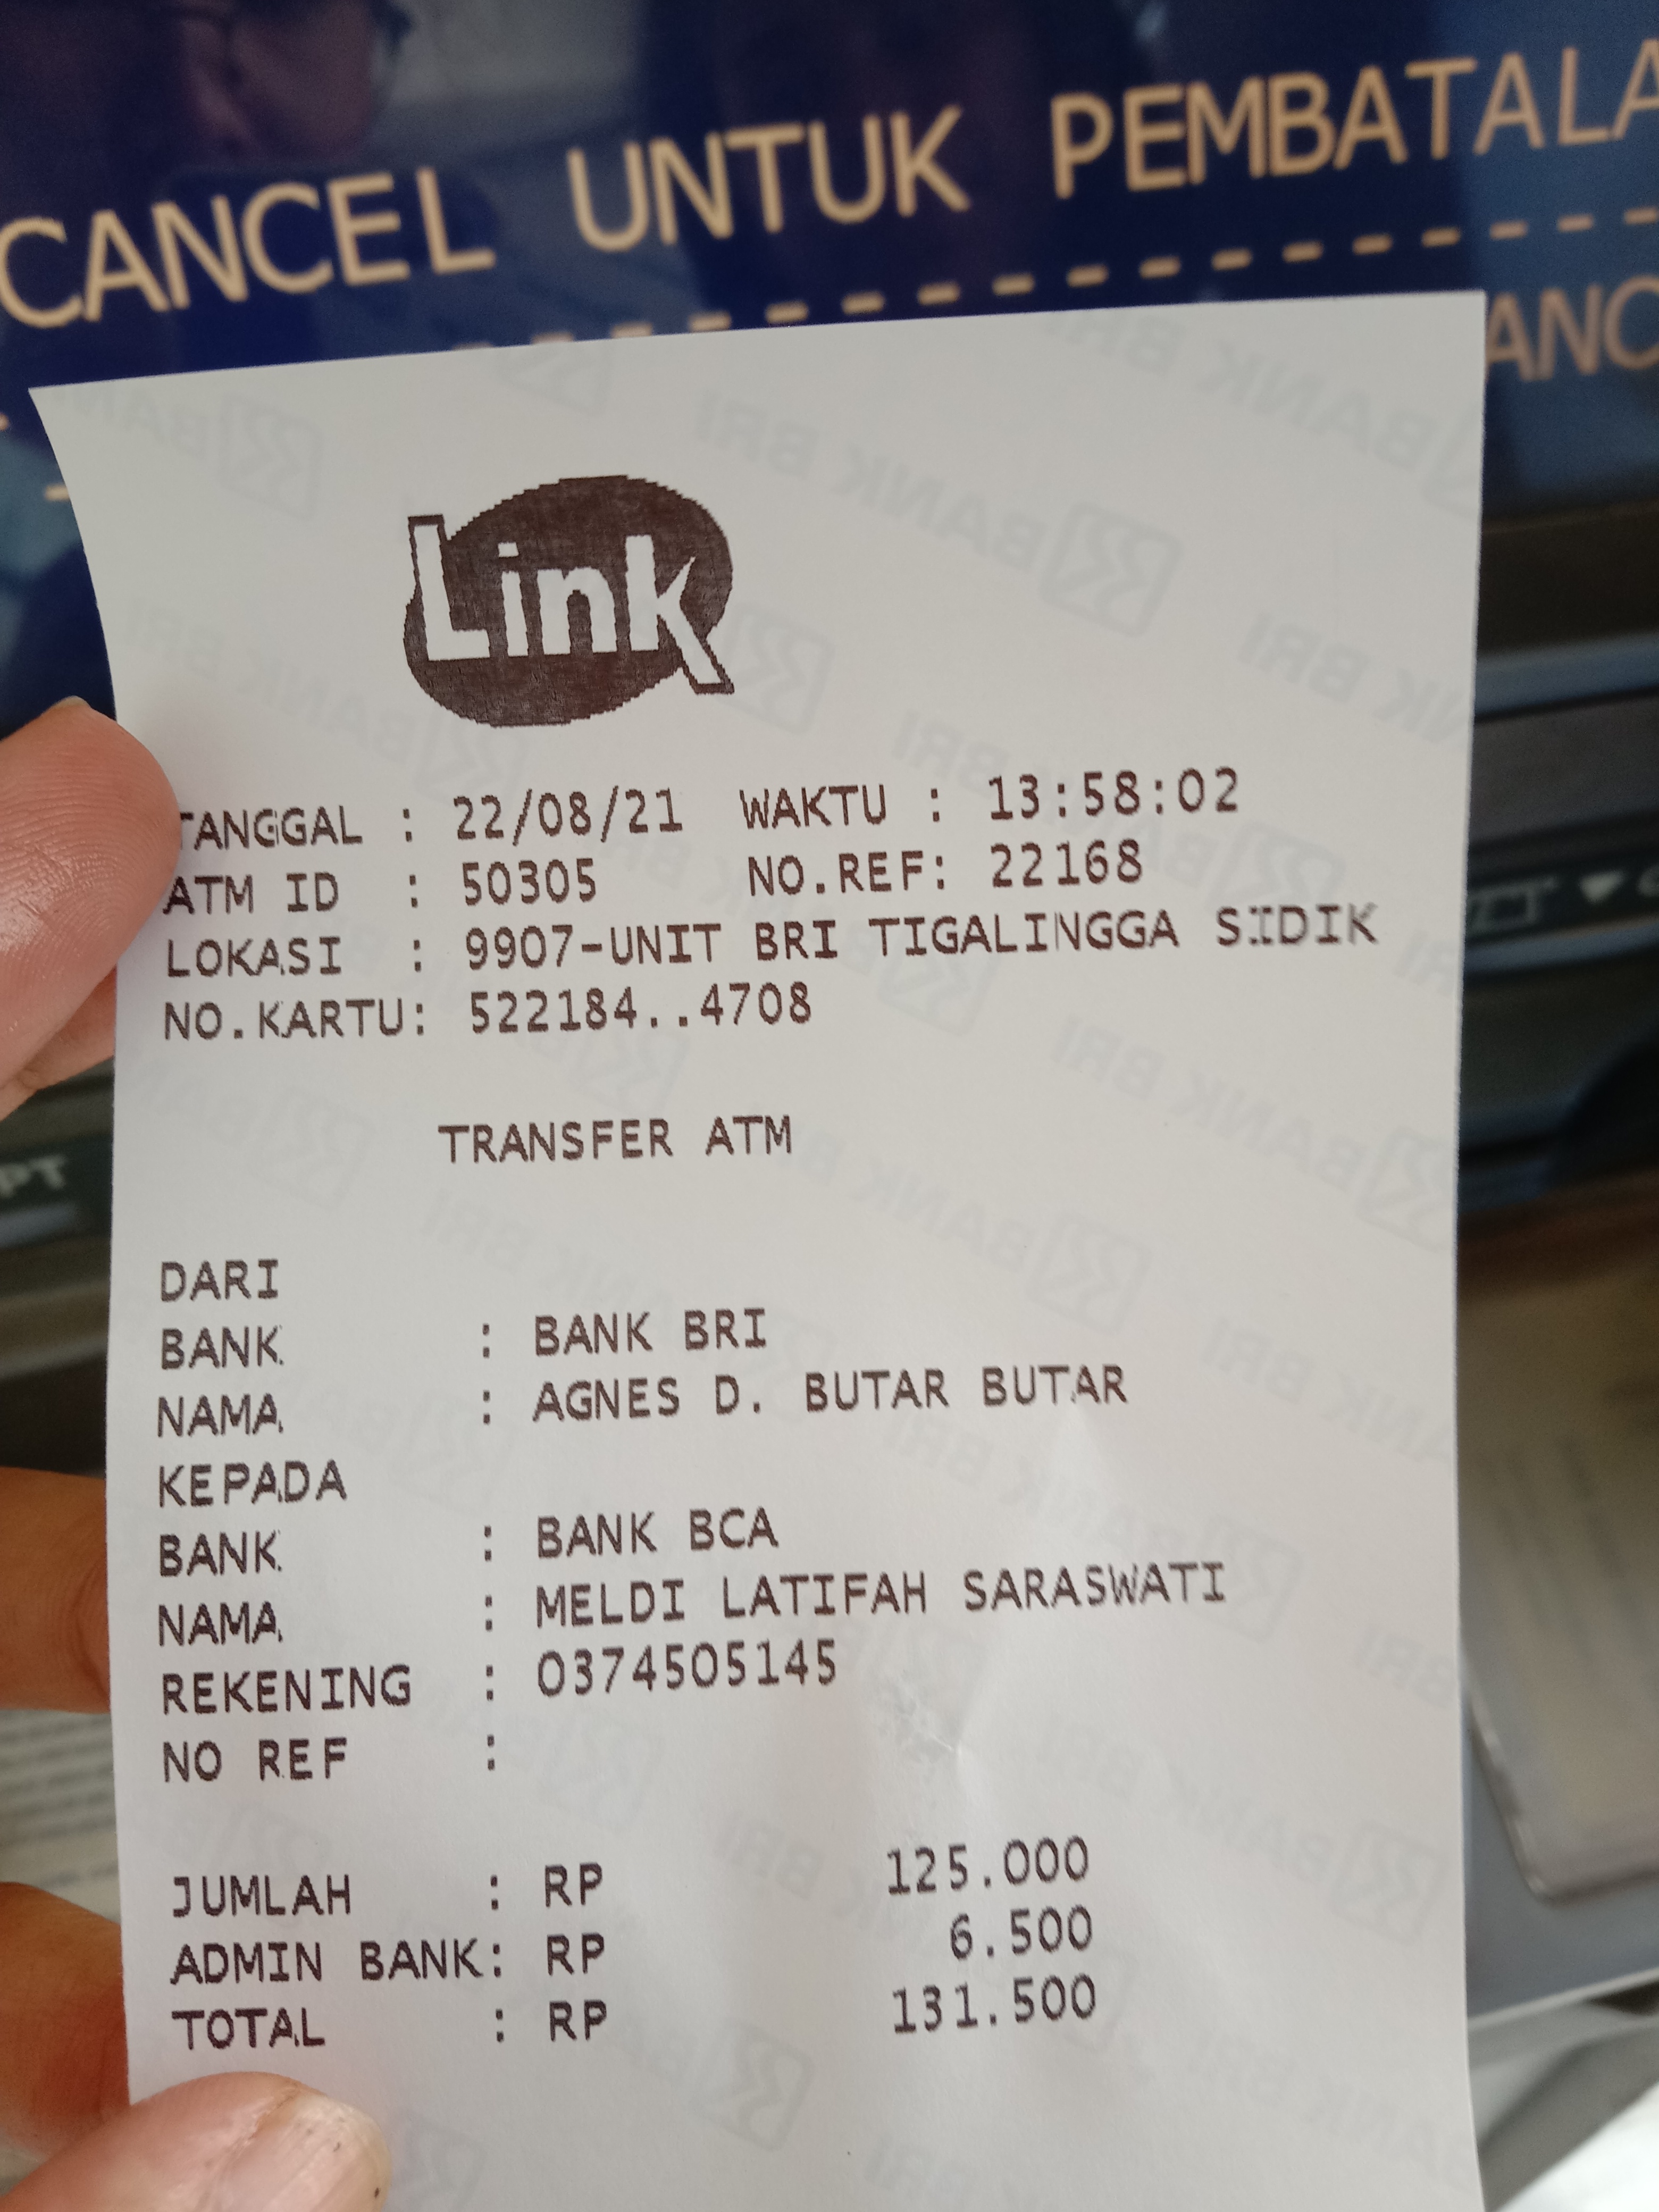 CANCEL UNTUK PEMBATALA
ANC
Link
TANGGAL : 22/08/21 WAKTU : 13:58:02
ATM ID : 50305 NO.REF: 22168
LOKASI : 9907-UNIT BRI TIGALINGGA SIDIK
NO.KARTU: 522184..4708
TRANSFER ATM
DARI
BANK : BANK BRI
NAMA : AGNES D. BUTAR BUTAR
KEPADA
BANK : BANK BCA
NAMA : MELDI LATIFAH SARASWATI
REKENING : 0374505145
NO REF :
JUMLAH : RP 125.000
ADMIN BANK: RP 6.500
TOTAL : RP 131.500